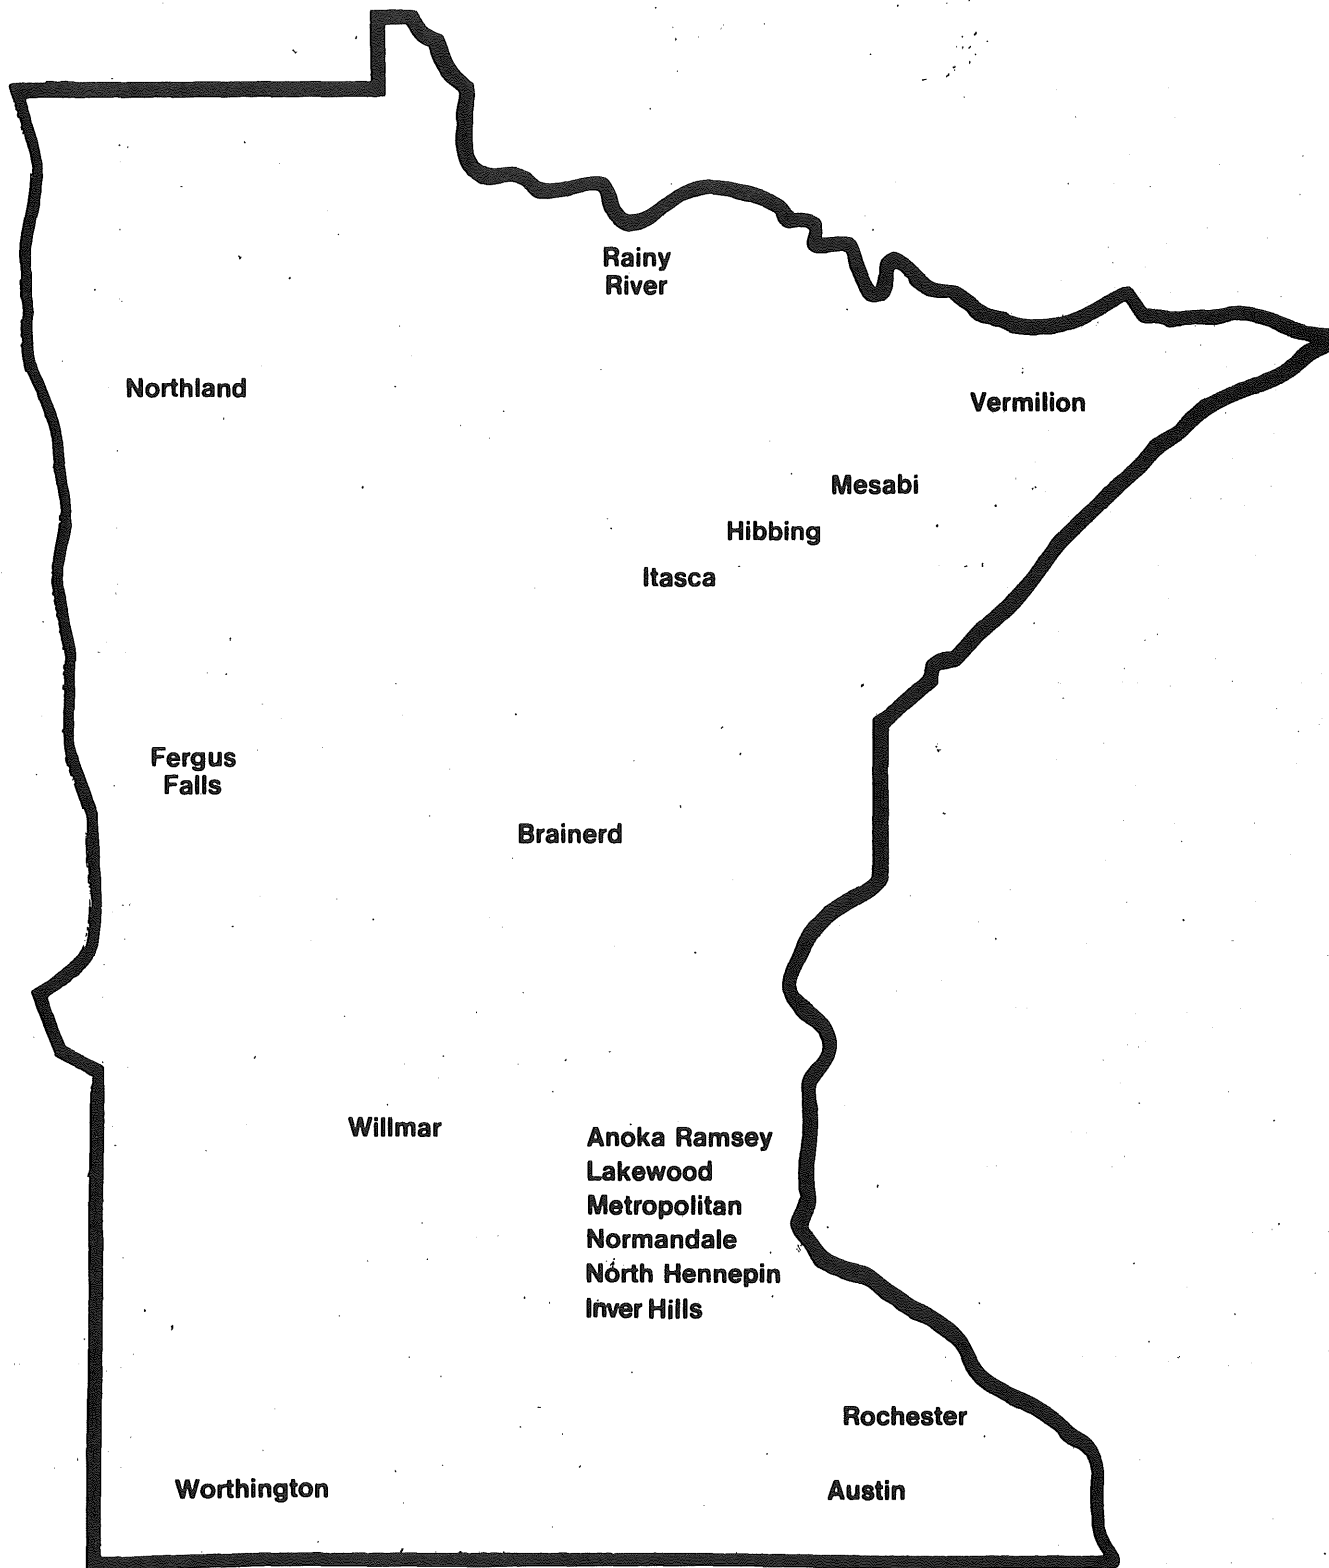 Rainy
River
Northland
Vermilion
Mesabi
Hibbing
Itasca
Fergus
Falls
Brainerd
Willmar
Anoka Ramsey
Lakewood
Metropolitan
Normandale
North Hennepin
Inver Hills
Rochester
Worthington
Austin